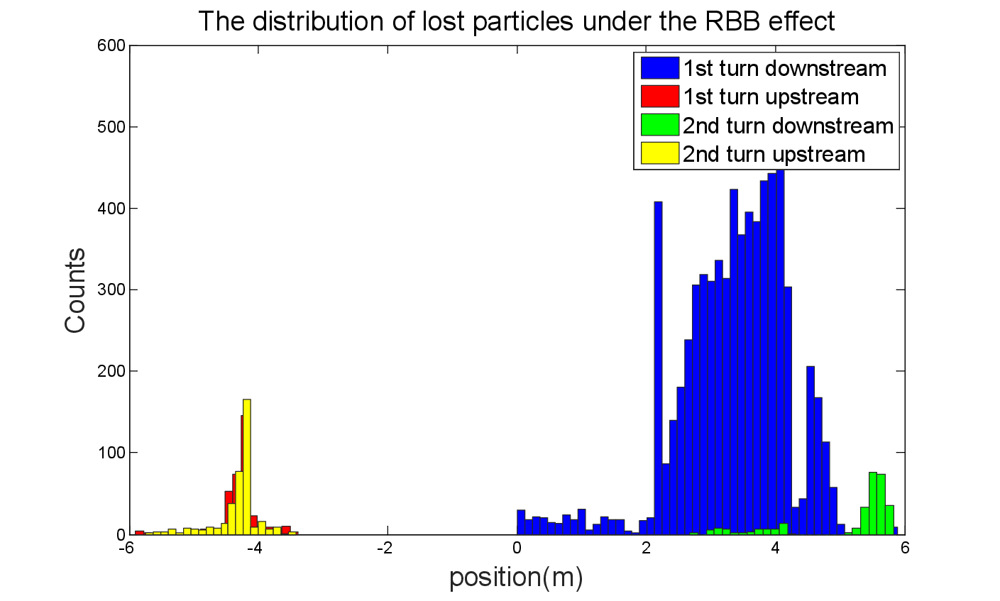 The distribution of lost particles under the RBB effect
600
500
400
300
200
100
0
Counts
1st turn downstream
1st turn upstream
2nd turn downstream
2nd turn upstream
-6 -4 -2 0 2 4 6
position(m)